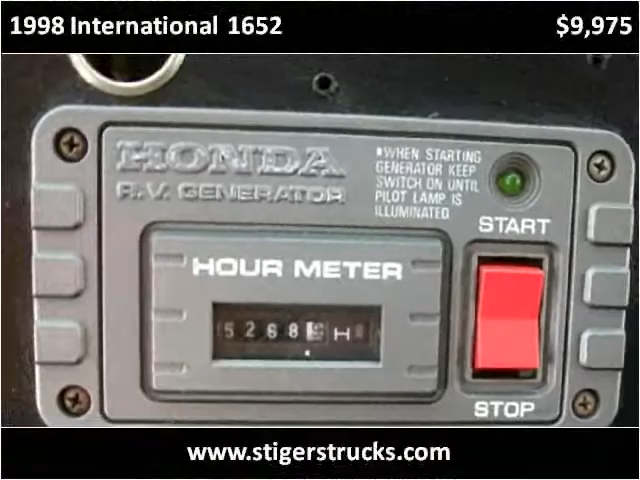 1998 International 1652
$9,975
HONDA
R.V. GENERATOR
*WHEN STARTING
GENERATOR KEEP
SWITCH ON UNTIL
PILOT LAMP IS
ILLUMINATED
START
HOUR METER
5268 H
STOP
www.stigerstrucks.com